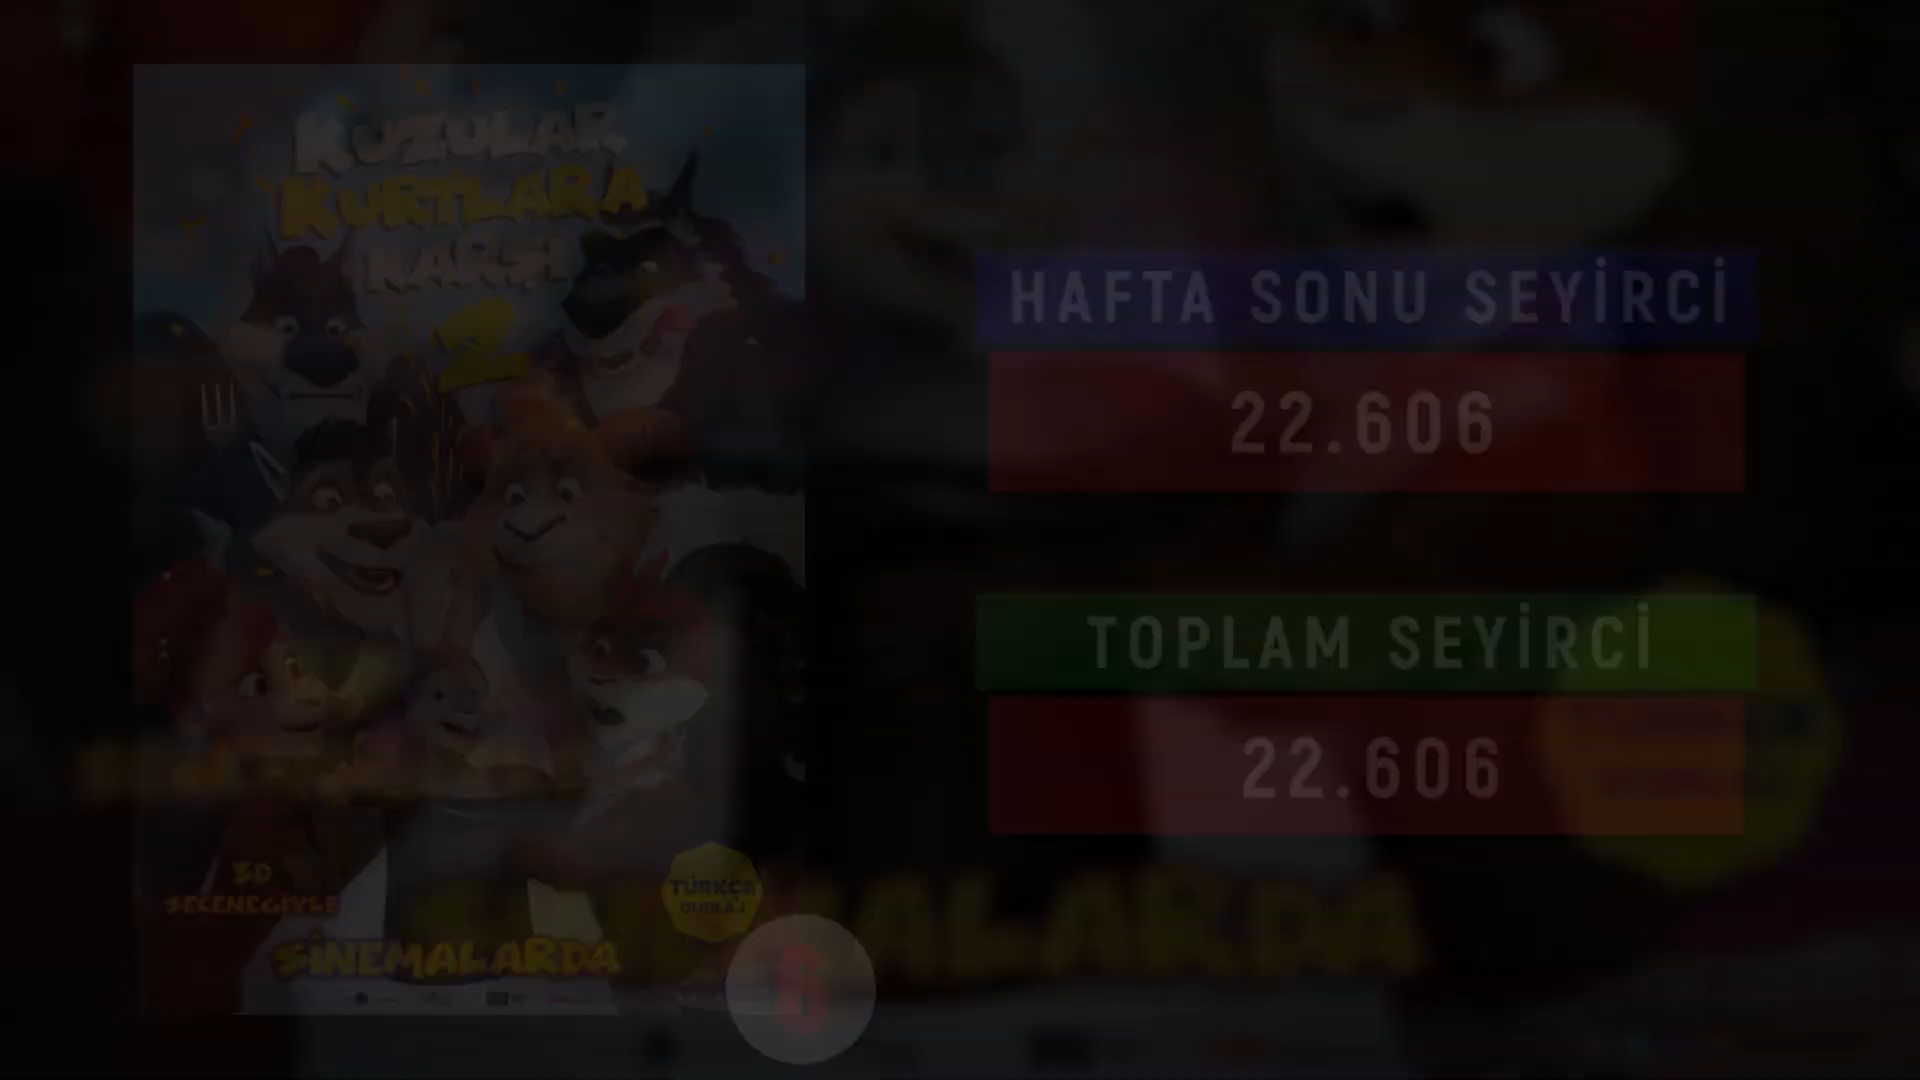 KUZULAR
KURTLARA
KARŞI
2
3D
SEÇENEĞİYLE
TÜRKÇE
DUBLAJ
SİNEMALARDA
HAFTA SONU SEYİRCİ
22.606
TOPLAM SEYİRCİ
22.606